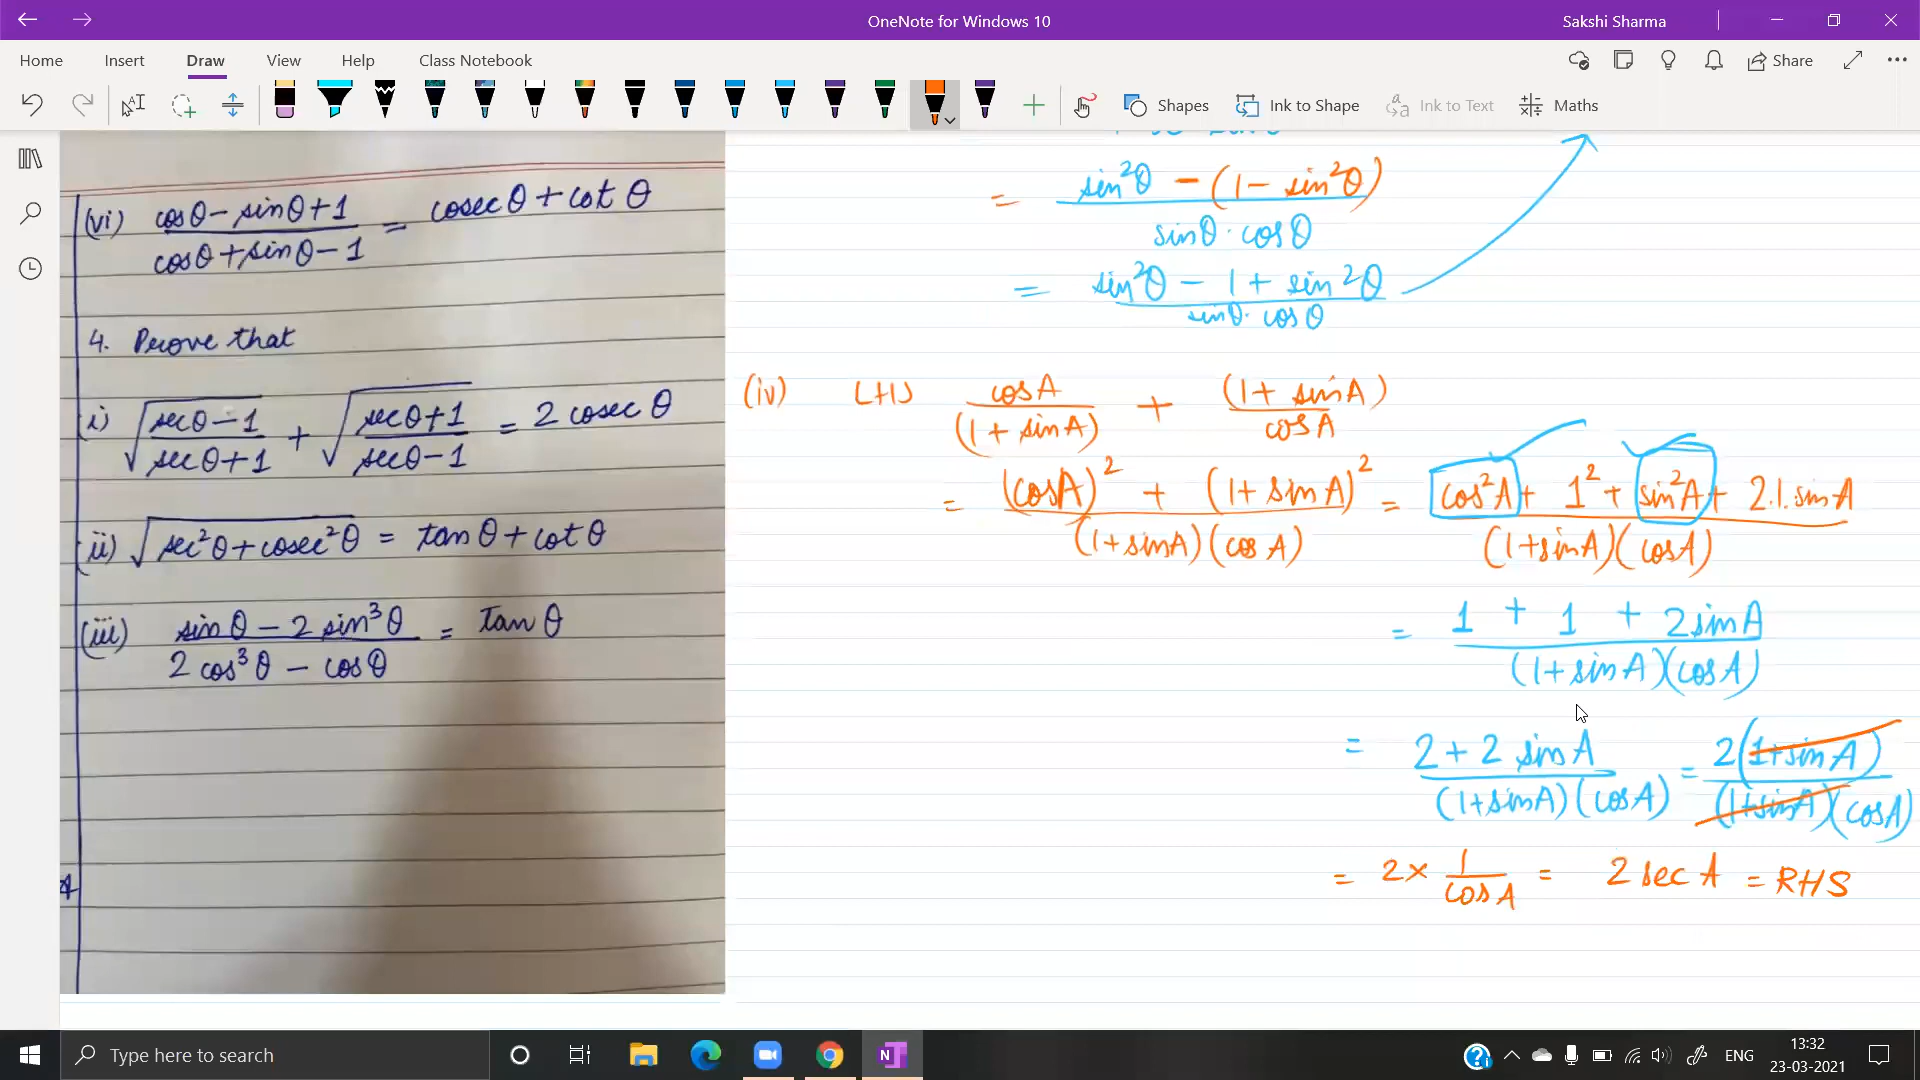 OneNote for Windows 10
Sakshi Sharma
Home Insert Draw View Help Class Notebook
Share
Shapes Ink to Shape Ink to Text Maths
(vi) cosθ - sinθ + 1 / cosθ + sinθ - 1 = cosec θ + cot θ
4. Prove that
(i) √(secθ - 1 / secθ + 1) + √(secθ + 1 / secθ - 1) = 2 cosec θ
(ii) √(sec²θ + cosec²θ) = tanθ + cotθ
(iii) sinθ - 2 sin³θ / 2 cos³θ - cosθ = tan θ
= sin²θ - (1 - sin²θ) / sinθ · cosθ
= sin²θ - 1 + sin²θ / sinθ · cosθ
(iv) LHS cosA / (1 + sinA) + (1 + sinA) / cosA
= (cosA)² + (1 + sinA)² / (1+sinA)(cosA) = cos²A + 1² + sin²A + 2.1.sinA / (1+sinA)(cosA)
= 1 + 1 + 2sinA / (1+sinA)(cosA)
= 2 + 2 sinA / (1+sinA)(cosA) = 2(1+sinA) / (1+sinA)(cosA)
= 2 × 1 / cosA = 2 sec A = RHS
Type here to search
ENG
13:32
23-03-2021